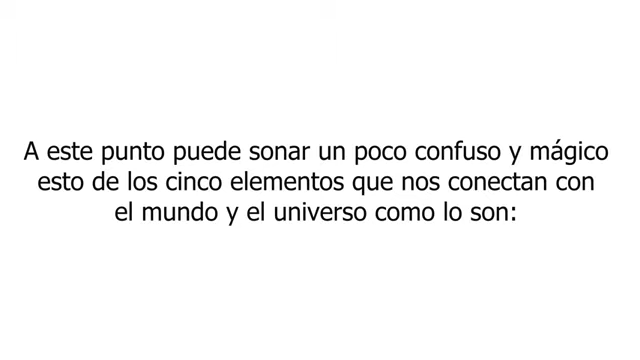 A este punto puede sonar un poco confuso y mágico
esto de los cinco elementos que nos conectan con
el mundo y el universo como lo son: